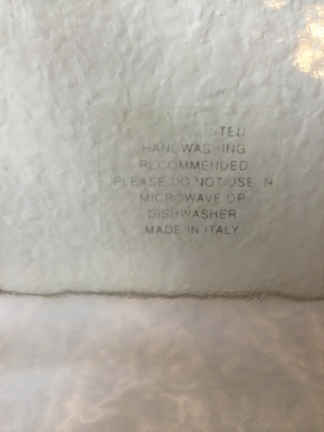 HAND WASHING
RECOMMENDED
PLEASE DO NOT USE IN
MICROWAVE OR
DISHWASHER
MADE IN ITALY